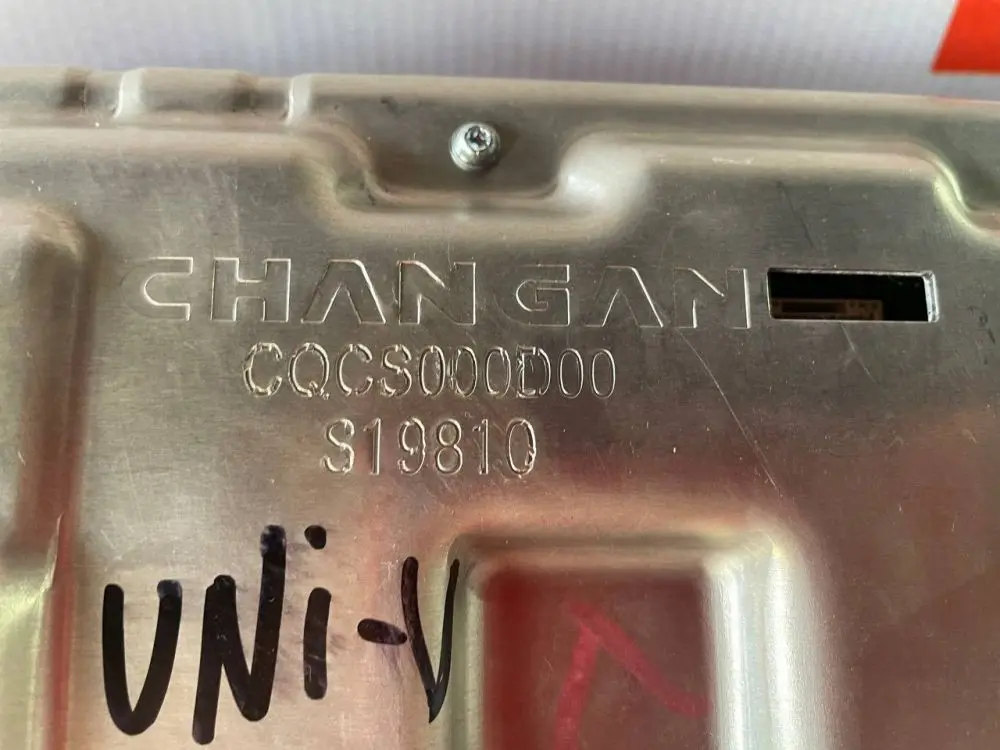 CHANGAN
CQCS000D00
S19810
UNi-V